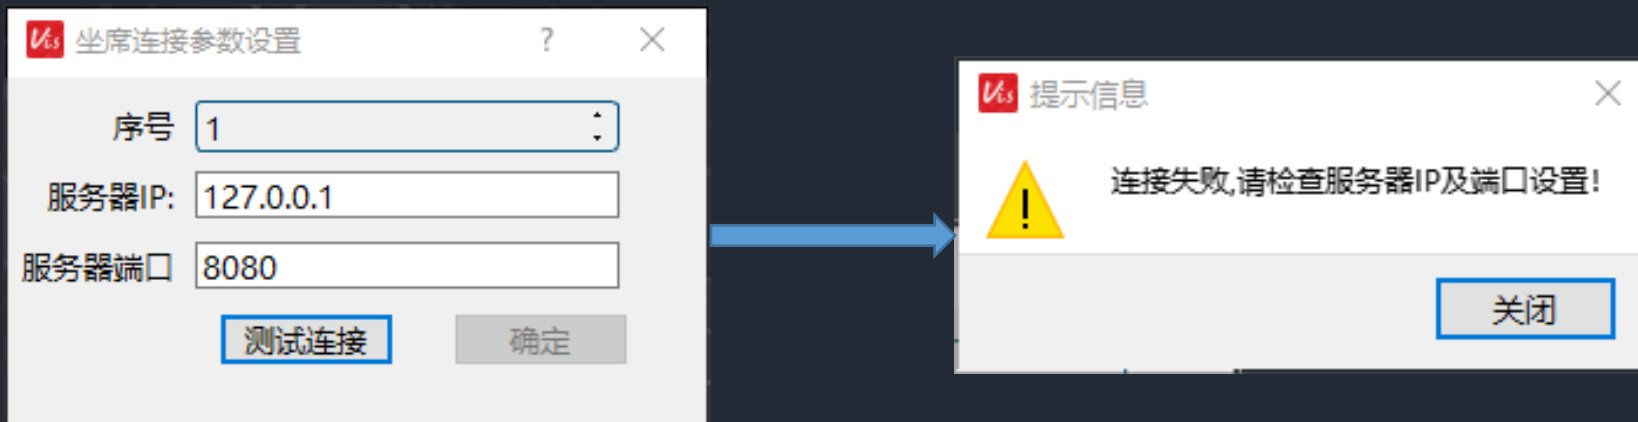 Vis 坐席连接参数设置 ?
序号 1
服务器IP: 127.0.0.1
服务器端口 8080
测试连接 确定
Vis 提示信息
连接失败,请检查服务器IP及端口设置!
关闭